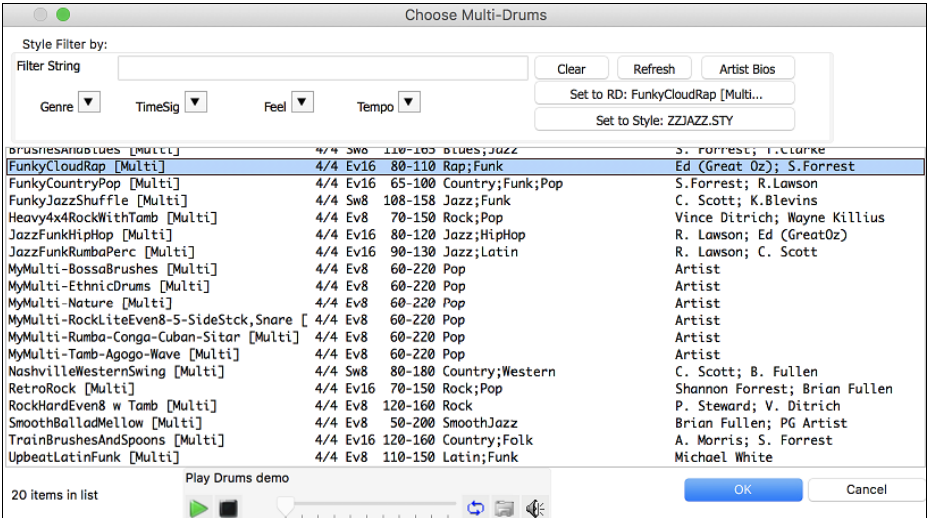 Choose Multi-Drums
Style Filter by:
Filter String
Clear Refresh Artist Bios
Genre TimeSig Feel Tempo
Set to RD: FunkyCloudRap [Multi...
Set to Style: ZZJAZZ.STY
BrushesAndBlues [Multi] 4/4 Sw8 110-165 Blues;Jazz S. Forrest; T.Clarke
FunkyCloudRap [Multi] 4/4 Ev16 80-110 Rap;Funk Ed (Great Oz); S.Forrest
FunkyCountryPop [Multi] 4/4 Ev16 65-100 Country;Funk;Pop S.Forrest; R.Lawson
FunkyJazzShuffle [Multi] 4/4 Sw8 108-158 Jazz;Funk C. Scott; K.Blevins
Heavy4x4RockWithTamb [Multi] 4/4 Ev8 70-150 Rock;Pop Vince Ditrich; Wayne Killius
JazzFunkHipHop [Multi] 4/4 Ev16 80-120 Jazz;HipHop R. Lawson; Ed (GreatOz)
JazzFunkRumbaPerc [Multi] 4/4 Ev16 90-130 Jazz;Latin R. Lawson; C. Scott
MyMulti-BossaBrushes [Multi] 4/4 Ev8 60-220 Pop Artist
MyMulti-EthnicDrums [Multi] 4/4 Ev8 60-220 Pop Artist
MyMulti-Nature [Multi] 4/4 Ev8 60-220 Pop Artist
MyMulti-RockLiteEven8-5-SideStck,Snare [ 4/4 Ev8 60-220 Pop Artist
MyMulti-Rumba-Conga-Cuban-Sitar [Multi] 4/4 Ev8 60-220 Pop Artist
MyMulti-Tamb-Agogo-Wave [Multi] 4/4 Ev8 60-220 Pop Artist
NashvilleWesternSwing [Multi] 4/4 Sw8 80-180 Country;Western C. Scott; B. Fullen
RetroRock [Multi] 4/4 Ev16 70-150 Rock;Pop Shannon Forrest; Brian Fullen
RockHardEven8 w Tamb [Multi] 4/4 Ev8 120-160 Rock P. Steward; V. Ditrich
SmoothBalladMellow [Multi] 4/4 Ev8 50-200 SmoothJazz Brian Fullen; PG Artist
TrainBrushesAndSpoons [Multi] 4/4 Ev16 120-160 Country;Folk A. Morris; S. Forrest
UpbeatLatinFunk [Multi] 4/4 Ev8 110-150 Latin;Funk Michael White
Play Drums demo
20 items in list
OK Cancel